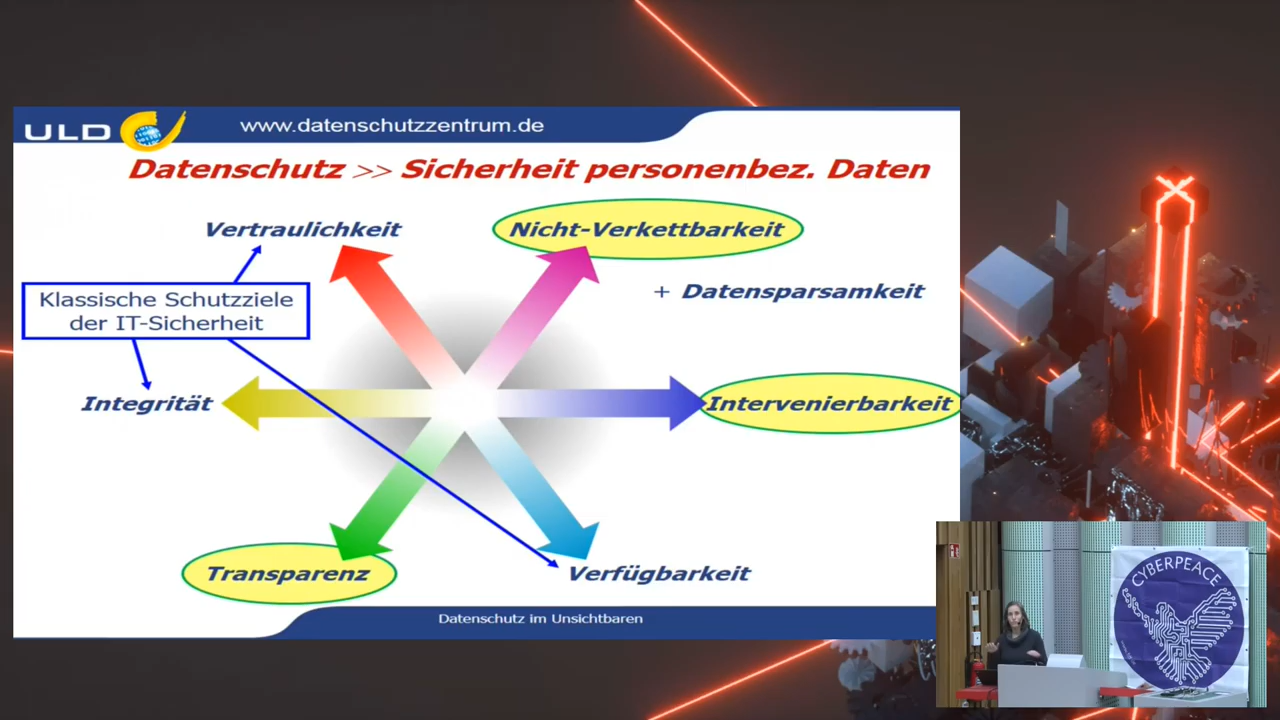 ULD
www.datenschutzzentrum.de
Datenschutz >> Sicherheit personenbez. Daten
Vertraulichkeit
Nicht-Verkettbarkeit
Klassische Schutzziele
der IT-Sicherheit
+ Datensparsamkeit
Integrität
Intervenierbarkeit
Transparenz
Verfügbarkeit
Datenschutz im Unsichtbaren
CYBERPEACE